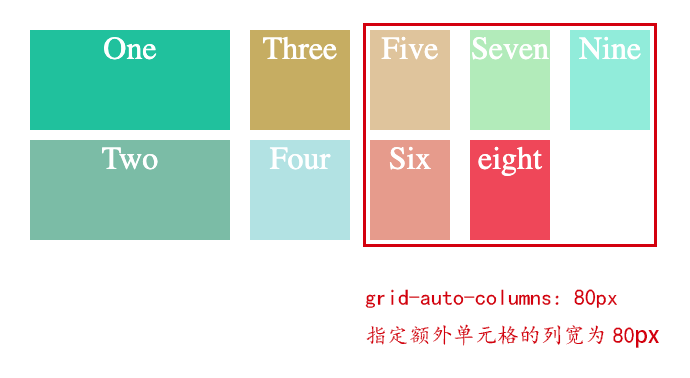 One Three Five Seven Nine
Two Four Six eight
grid-auto-columns: 80px
指定额外单元格的列宽为 80px